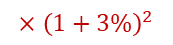 × (1 + 3%)²